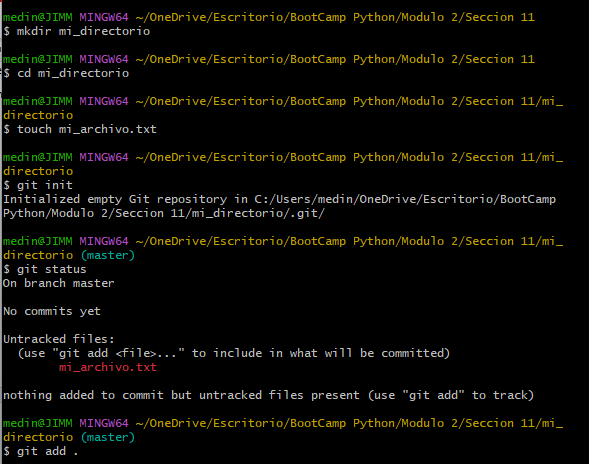 medin@JIMM MINGW64 ~/OneDrive/Escritorio/BootCamp Python/Modulo 2/Seccion 11
$ mkdir mi_directorio
medin@JIMM MINGW64 ~/OneDrive/Escritorio/BootCamp Python/Modulo 2/Seccion 11
$ cd mi_directorio
medin@JIMM MINGW64 ~/OneDrive/Escritorio/BootCamp Python/Modulo 2/Seccion 11/mi_
directorio
$ touch mi_archivo.txt
medin@JIMM MINGW64 ~/OneDrive/Escritorio/BootCamp Python/Modulo 2/Seccion 11/mi_
directorio
$ git init
Initialized empty Git repository in C:/Users/medin/OneDrive/Escritorio/BootCamp
Python/Modulo 2/Seccion 11/mi_directorio/.git/
medin@JIMM MINGW64 ~/OneDrive/Escritorio/BootCamp Python/Modulo 2/Seccion 11/mi_
directorio (master)
$ git status
On branch master
No commits yet
Untracked files:
  (use "git add <file>..." to include in what will be committed)
        mi_archivo.txt
nothing added to commit but untracked files present (use "git add" to track)
medin@JIMM MINGW64 ~/OneDrive/Escritorio/BootCamp Python/Modulo 2/Seccion 11/mi_
directorio (master)
$ git add .